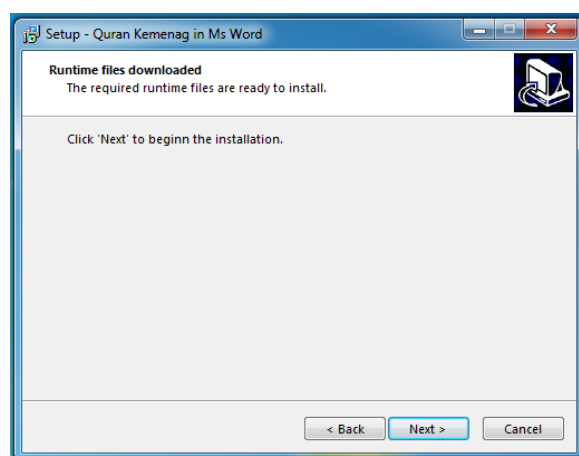 Setup - Quran Kemenag in Ms Word
Runtime files downloaded
The required runtime files are ready to install.
Click 'Next' to beginn the installation.
< Back
Next >
Cancel